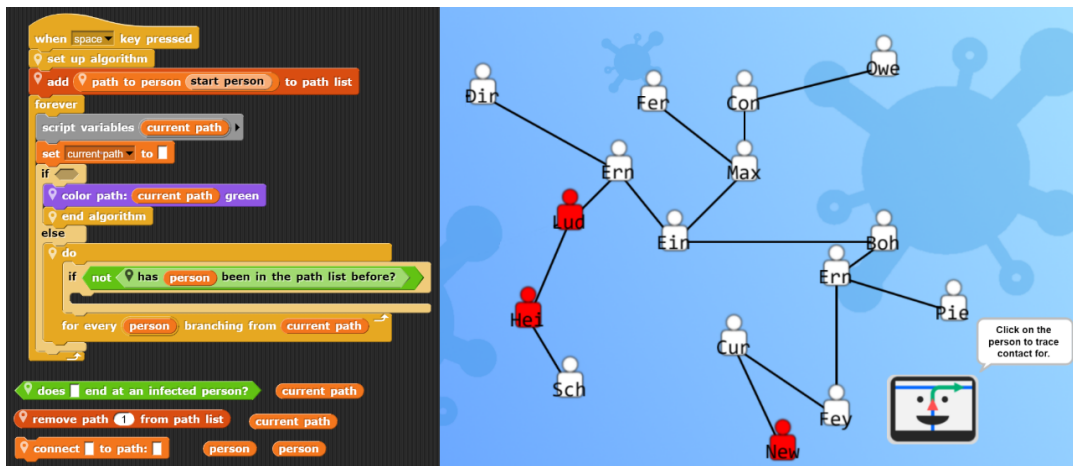 when space key pressed
set up algorithm
add path to person start person to path list
forever
script variables current path
set current path to
if
color path: current path green
end algorithm
else
do
if not has person been in the path list before?
for every person branching from current path
does end at an infected person? current path
remove path 1 from path list current path
connect to path: person person
Owe
Đir
Fer
Con
Ern
Max
Lud
Ein
Boh
Ern
Hei
Pie
Cur
Sch
Fey
New
Click on the
person to trace
contact for.